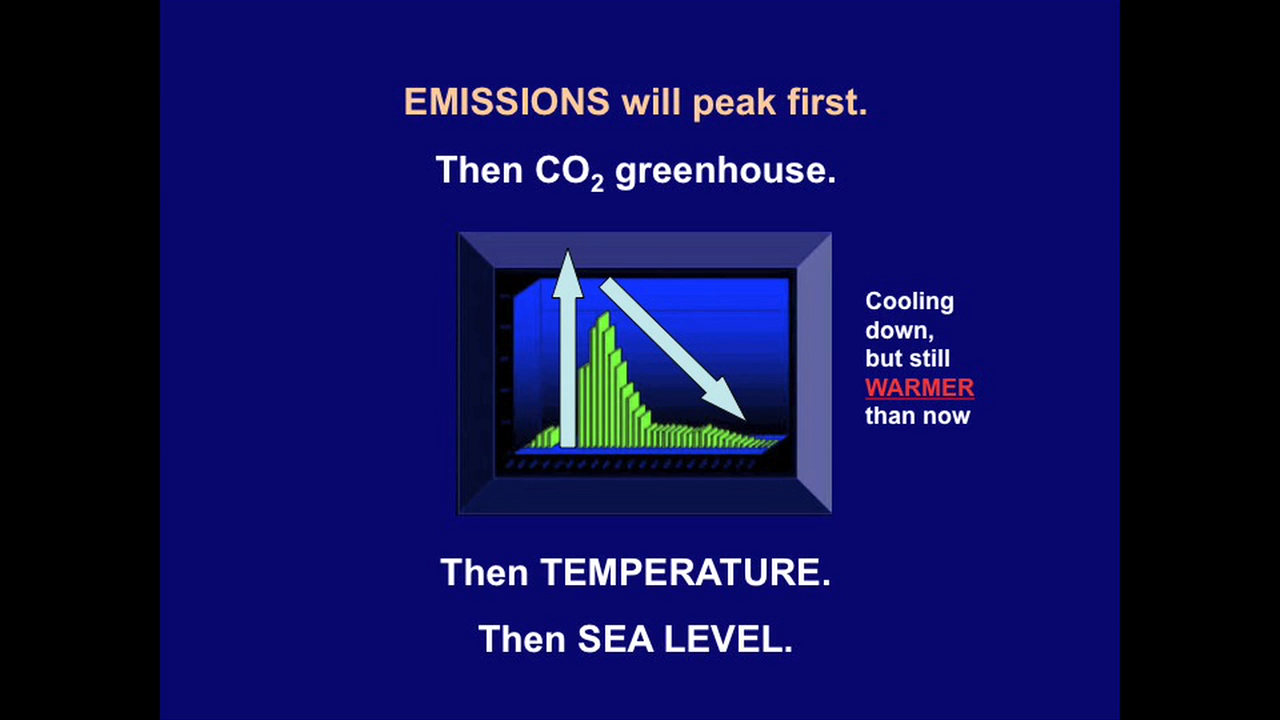 EMISSIONS will peak first.
Then CO₂ greenhouse.
Cooling
down,
but still
WARMER
than now
Then TEMPERATURE.
Then SEA LEVEL.